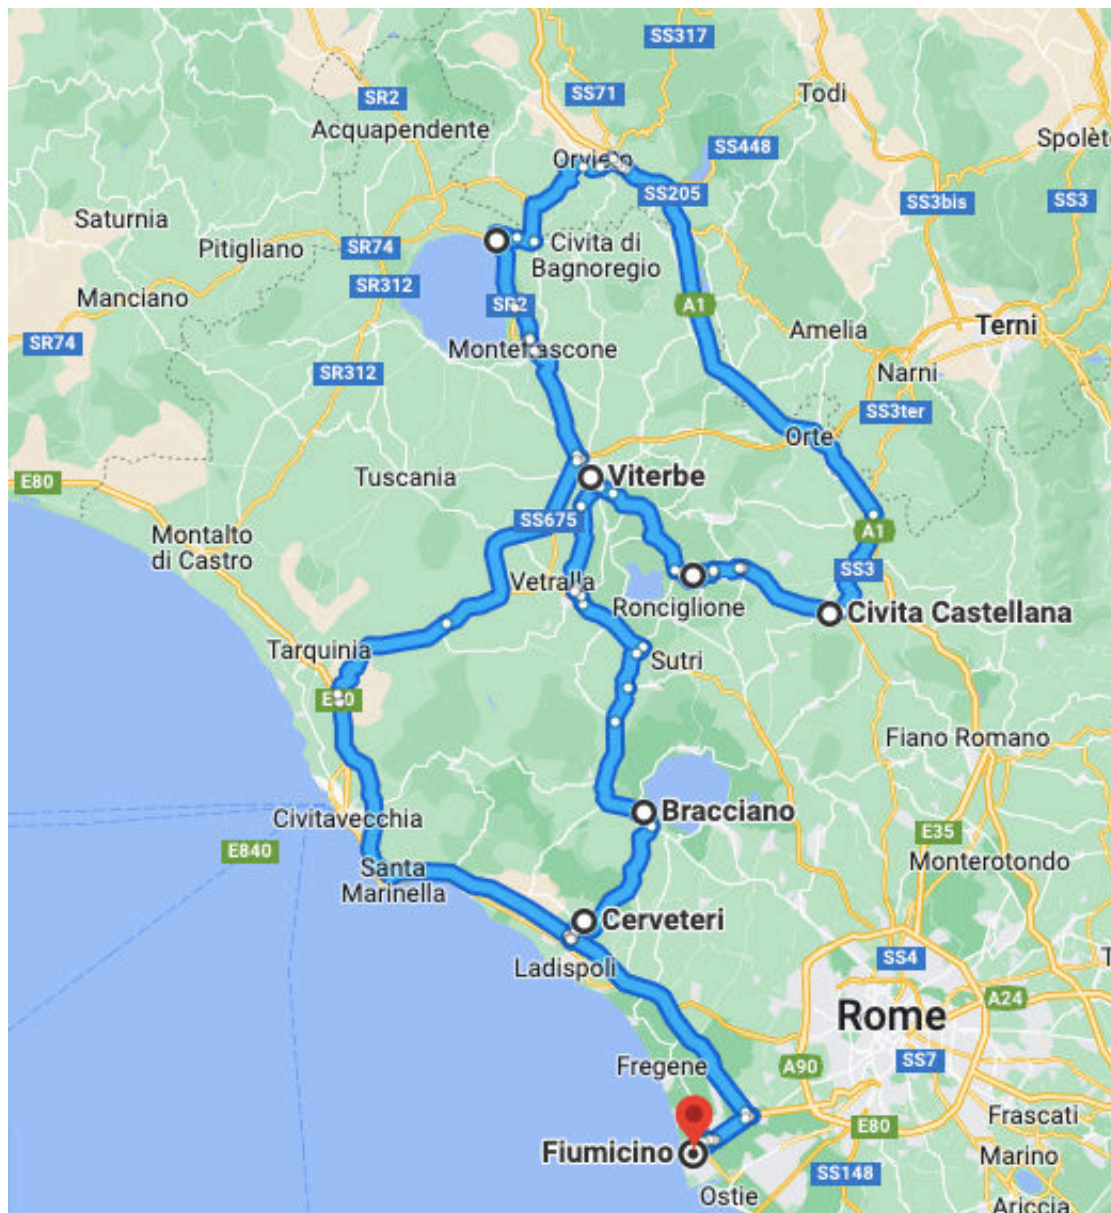 SS317
SS71
SR2
Todi
Acquapendente
Spolèt
SS448
Orvieto
SS205
SS3bis
SS3
Saturnia
Pitigliano
SR74
Civita di
Bagnoregio
SR312
Manciano
SR2
A1
Amelia
Terni
SR74
Montefiascone
SR312
Narni
SS3ter
Orte
E80
Tuscania
Viterbe
SS675
A1
Montalto
di Castro
SS3
Vetralla
Ronciglione
Civita Castellana
Tarquinia
Sutri
E80
Fiano Romano
Bracciano
Civitavecchia
E35
E840
Monterotondo
Santa
Marinella
Cerveteri
SS4
T
Ladispoli
A24
Rome
SS7
Fregene
A90
Frascati
E80
Fiumicino
Marino
SS148
Ostie
Ariccia